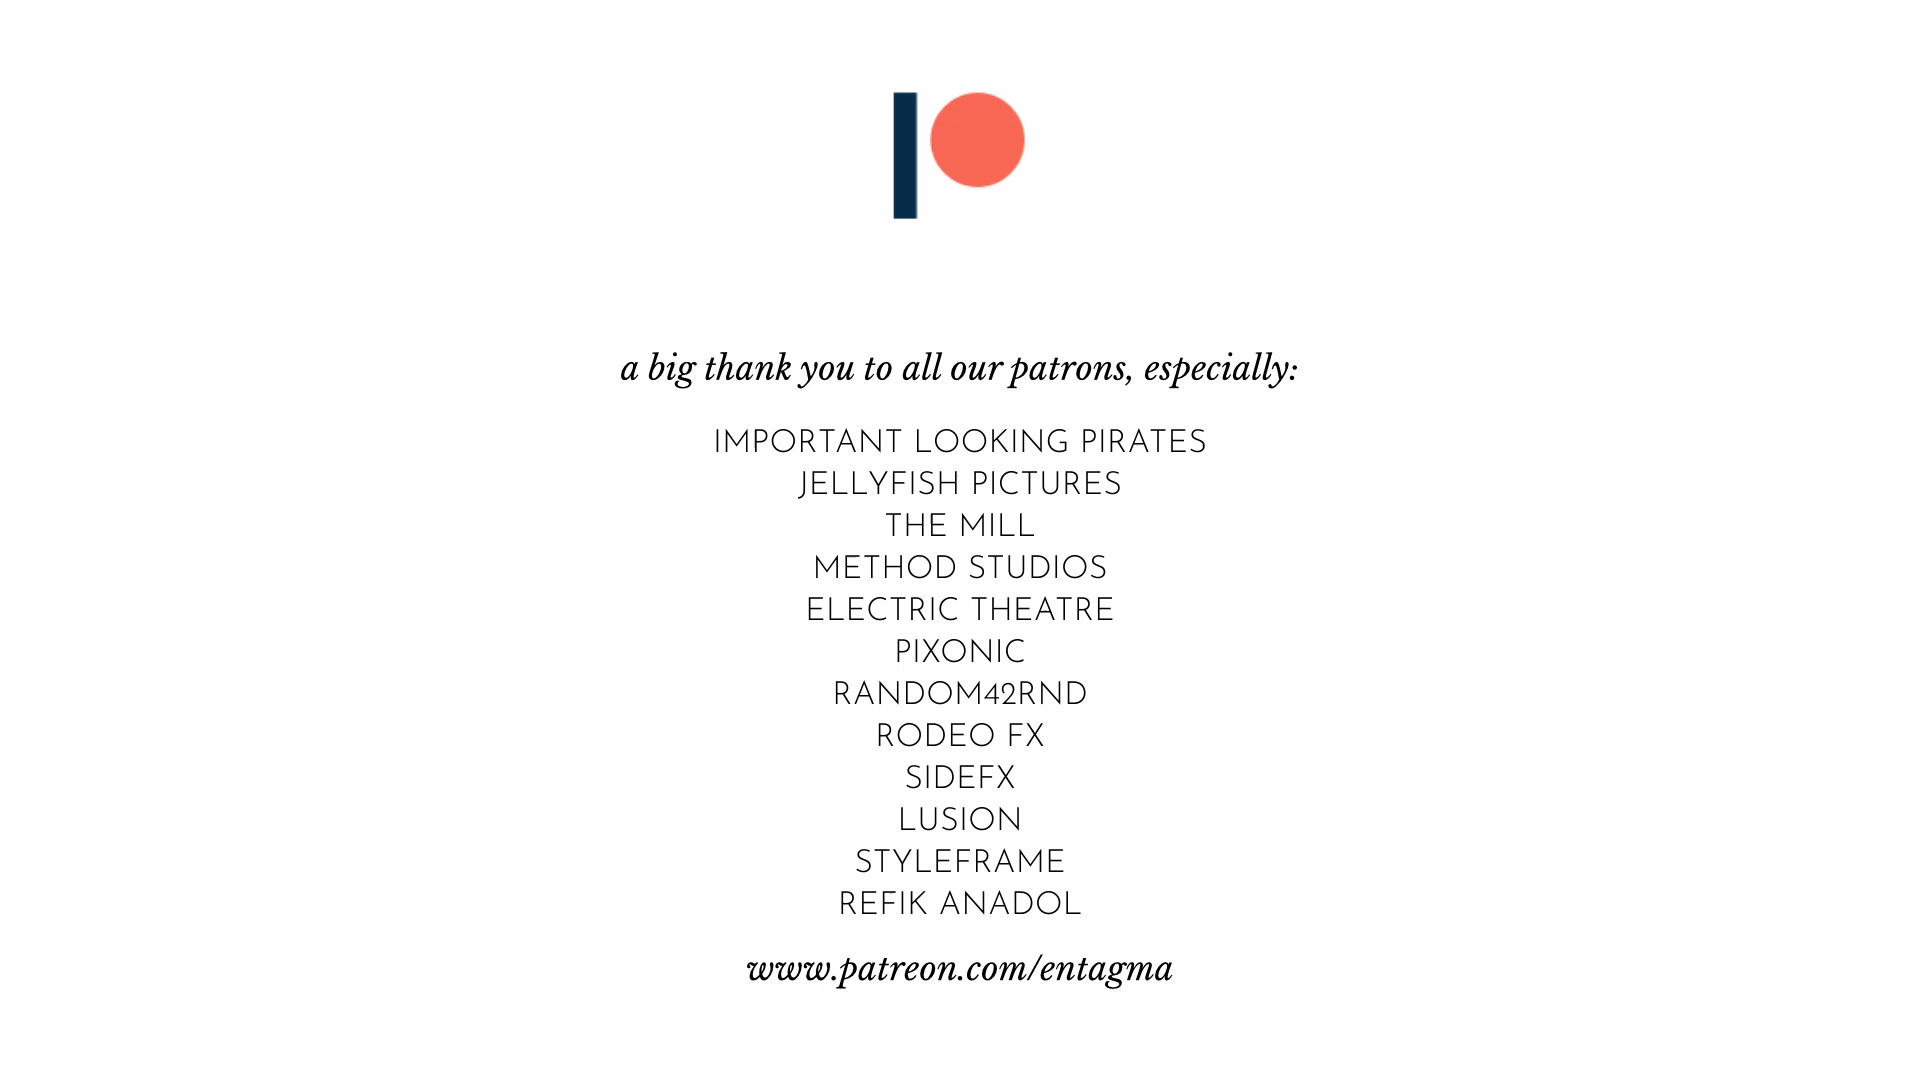 a big thank you to all our patrons, especially:
IMPORTANT LOOKING PIRATES
JELLYFISH PICTURES
THE MILL
METHOD STUDIOS
ELECTRIC THEATRE
PIXONIC
RANDOM42RND
RODEO FX
SIDEFX
LUSION
STYLEFRAME
REFIK ANADOL
www.patreon.com/entagma